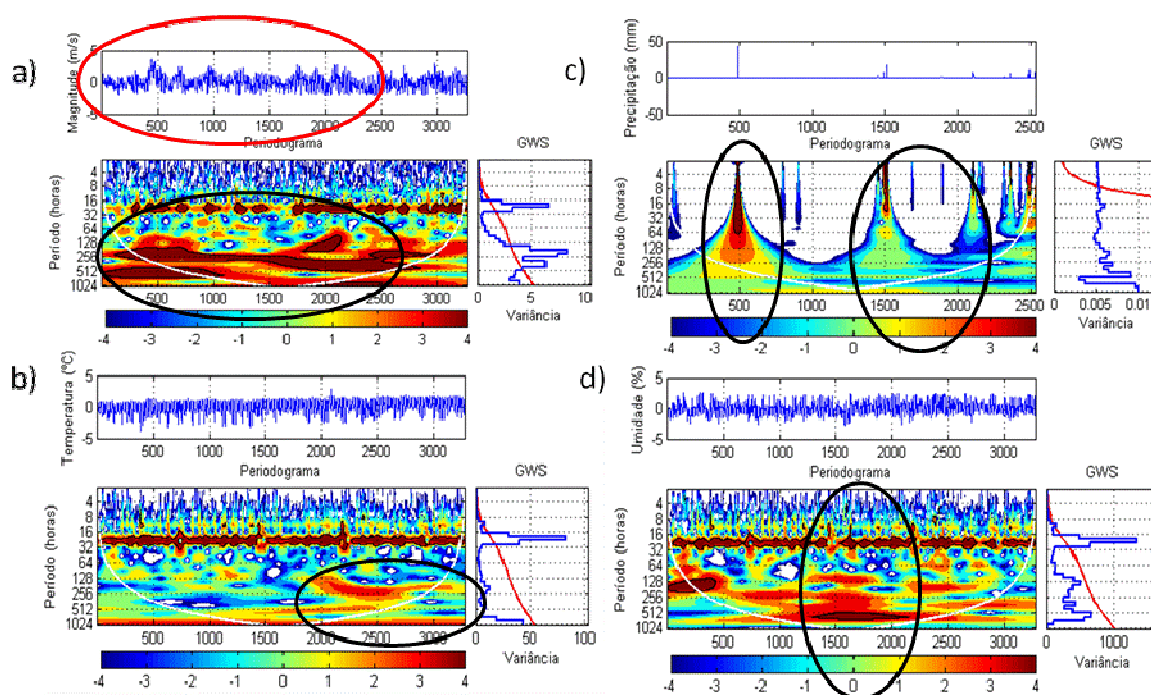 a)
Magnitude (m/s)
5
0
-5
500 1000 1500 2000 2500 3000
Periodograma
GWS
Período (horas)
4
8
16
32
64
128
256
512
1024
500 1000 1500 2000 2500 3000
0 5 10
Variância
-4 -3 -2 -1 0 1 2 3 4
c)
Precipitação (mm)
50
0
-50
500 1000 1500 2000 2500
Periodograma
GWS
Período (horas)
4
8
16
32
64
128
256
512
1024
500 1000 1500 2000 2500
0 0.005 0.01
Variância
-4 -3 -2 -1 0 1 2 3 4
b)
Temperatura (ºC)
5
0
-5
500 1000 1500 2000 2500 3000
Periodograma
GWS
Período (horas)
4
8
16
32
64
128
256
512
1024
500 1000 1500 2000 2500 3000
0 50 100
Variância
-4 -3 -2 -1 0 1 2 3 4
d)
Umidade (%)
5
0
-5
500 1000 1500 2000 2500 3000
Periodograma
GWS
Período (horas)
4
8
16
32
64
128
256
512
1024
500 1000 1500 2000 2500 3000
0 1000
Variância
-4 -3 -2 -1 0 1 2 3 4